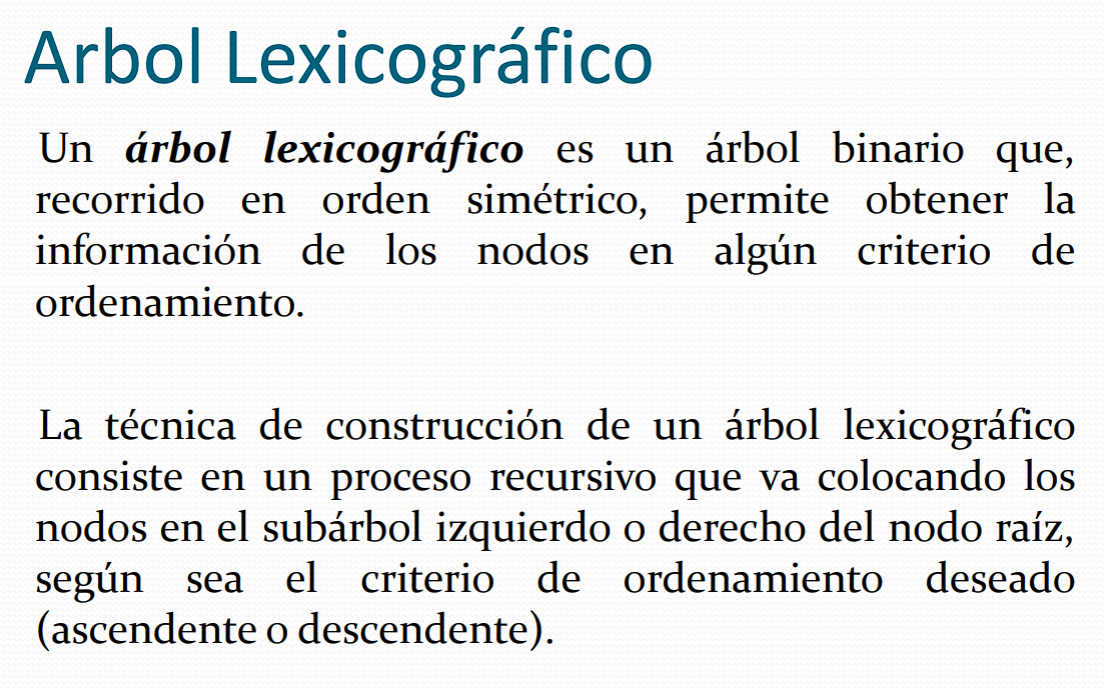 Arbol Lexicográfico
Un árbol lexicográfico es un árbol binario que,
recorrido en orden simétrico, permite obtener la
información de los nodos en algún criterio de
ordenamiento.
La técnica de construcción de un árbol lexicográfico
consiste en un proceso recursivo que va colocando los
nodos en el subárbol izquierdo o derecho del nodo raíz,
según sea el criterio de ordenamiento deseado
(ascendente o descendente).